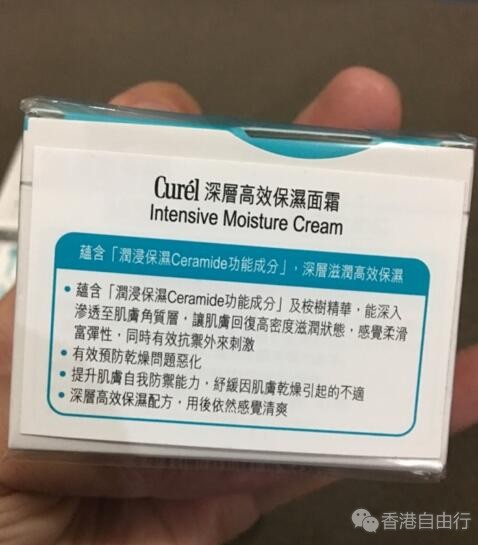 Curél 深層高效保濕面霜
Intensive Moisture Cream
蘊含「潤浸保濕Ceramide功能成分」，深層滋潤高效保濕
• 蘊含「潤浸保濕Ceramide功能成分」及桉樹精華，能深入
滲透至肌膚角質層，讓肌膚回復高密度滋潤狀態，感覺柔滑
富彈性，同時有效抗禦外來刺激
• 有效預防乾燥問題惡化
• 提升肌膚自我防禦能力，紓緩因肌膚乾燥引起的不適
• 深層高效保濕配方，用後依然感覺清爽
香港自由行